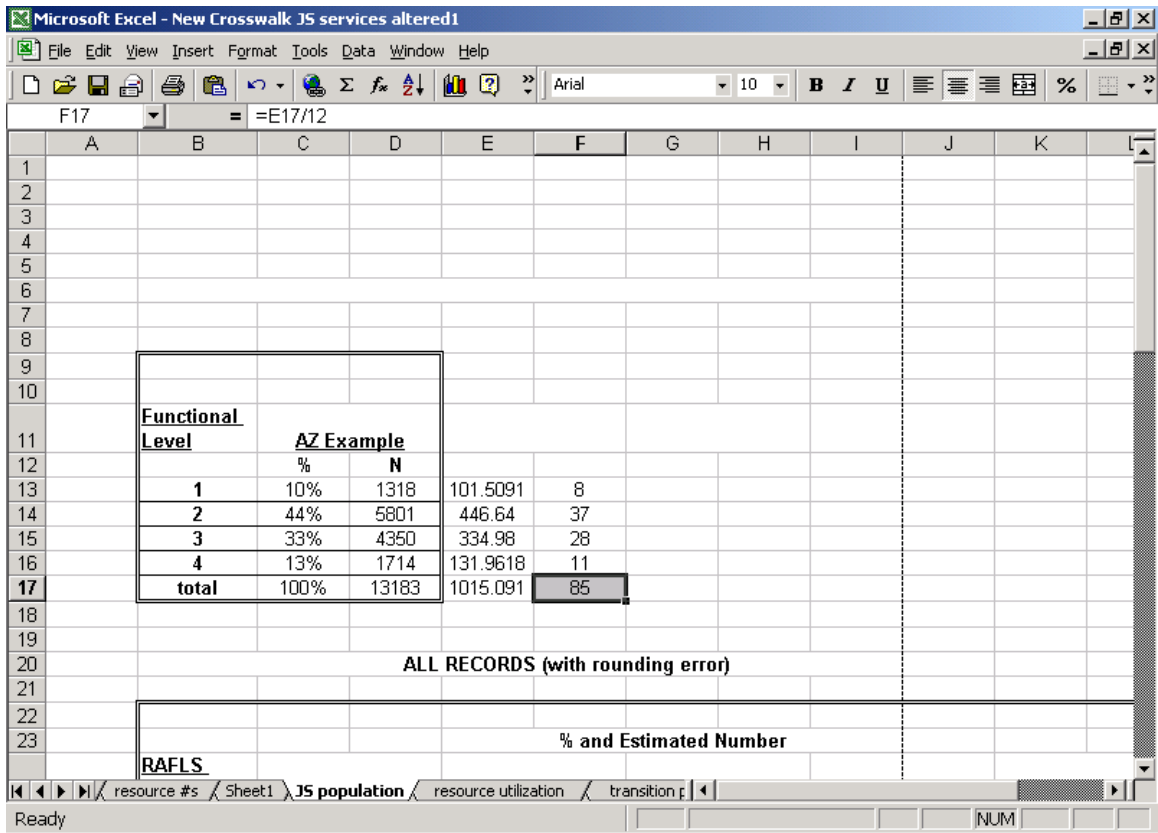 Microsoft Excel - New Crosswalk JS services altered1
File Edit View Insert Format Tools Data Window Help
Arial 10 B I U %
F17 = =E17/12
A B C D E F G H I J K L
1
2
3
4
5
6
7
8
9
10
Functional
11 Level AZ Example
12 % N
13 1 10% 1318 101.5091 8
14 2 44% 5801 446.64 37
15 3 33% 4350 334.98 28
16 4 13% 1714 131.9618 11
17 total 100% 13183 1015.091 85
18
19
20 ALL RECORDS (with rounding error)
21
22
23 % and Estimated Number
RAFLS
resource #s Sheet1 JS population resource utilization transition p
Ready NUM